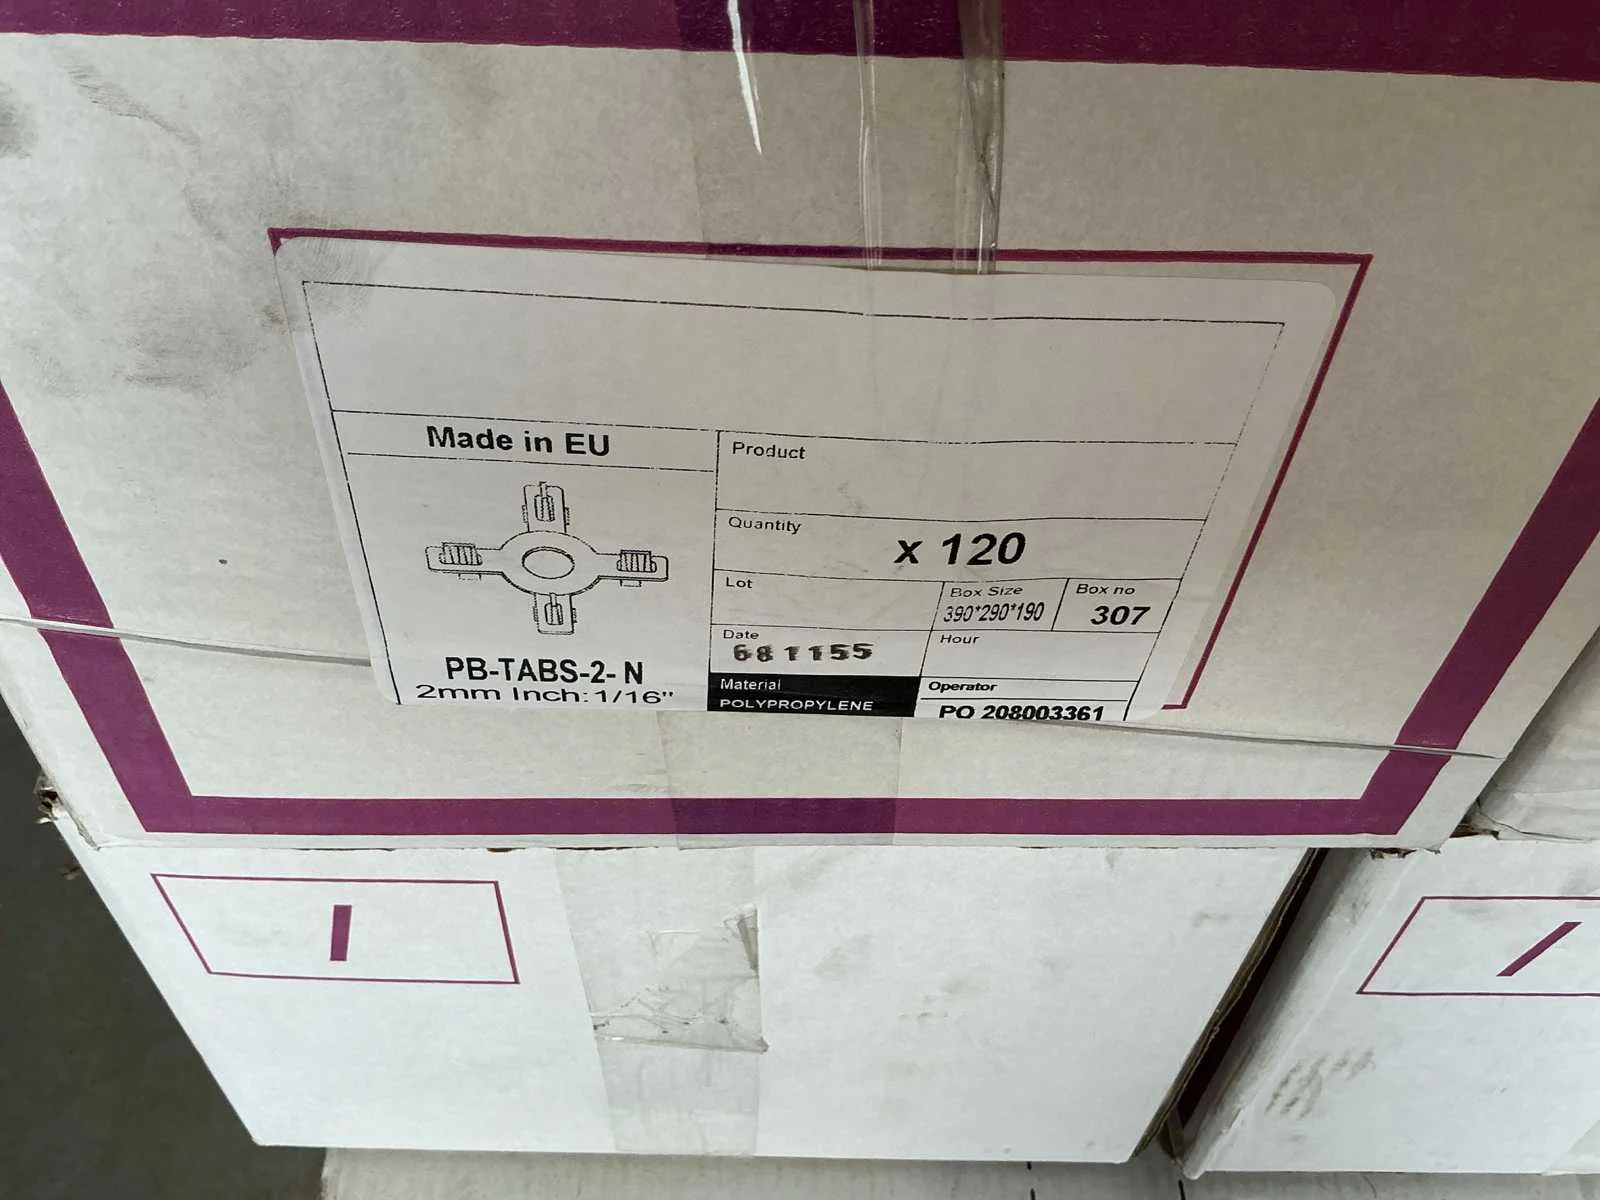 Made in EU
Product
Quantity
x 120
Lot
Box Size
390*290*190
Box no
307
Date
681155
Hour
PB-TABS-2- N
2mm Inch:1/16"
Material
POLYPROPYLENE
Operator
PO 208003361